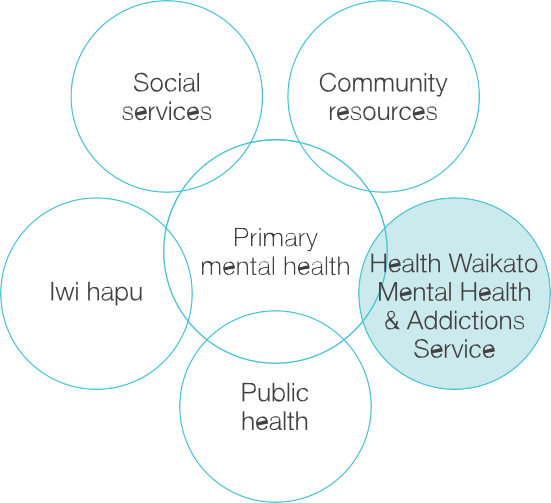 Social
services
Community
resources
Primary
mental health
Iwi hapu
Health Waikato
Mental Health
& Addictions
Service
Public
health